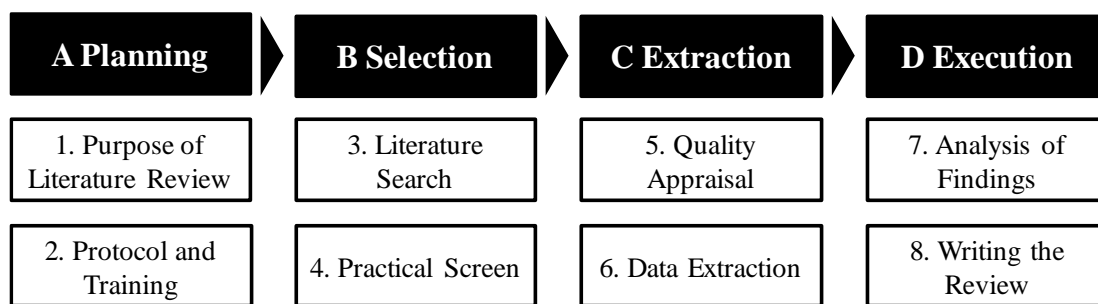 A Planning
B Selection
C Extraction
D Execution
1. Purpose of
Literature Review
3. Literature
Search
5. Quality
Appraisal
7. Analysis of
Findings
2. Protocol and
Training
4. Practical Screen
6. Data Extraction
8. Writing the
Review